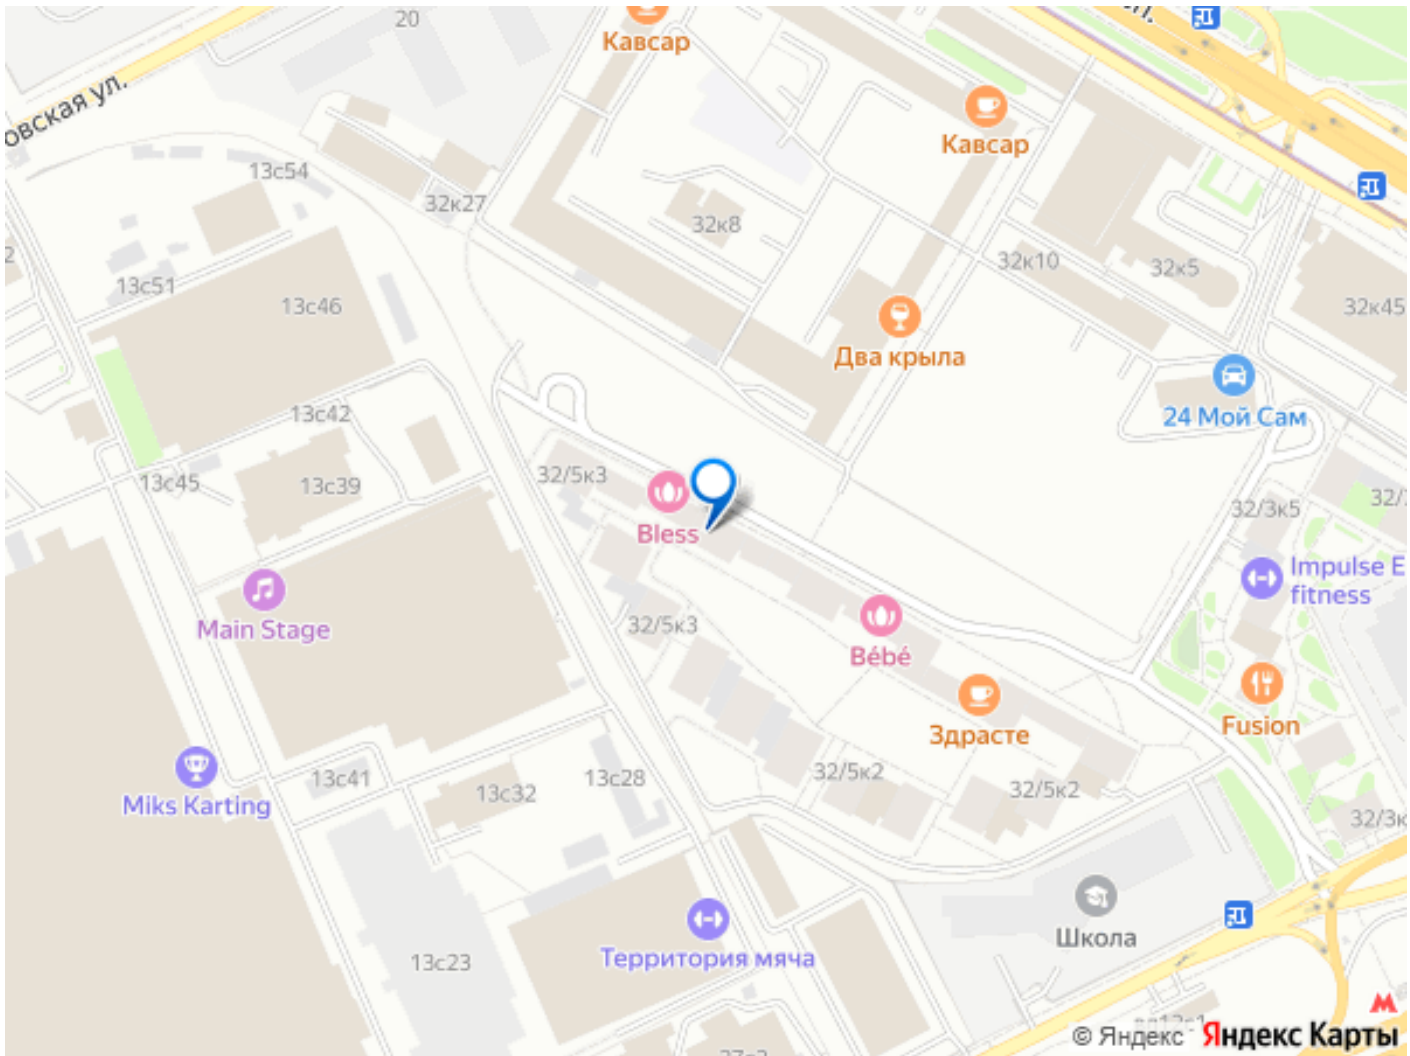 20
Кавсар
овская ул.
Кавсар
13с54
32к27
32к8
32к10
32к5
13с51
13с46
32к45
Два крыла
24 Мой Сам
13с42
13с45
13с39
32/5к3
Bless
32/3к5
Impulse E
fitness
Main Stage
32/5к3
Bébé
Здрасте
Fusion
Miks Karting
13с41
13с32
13с28
32/5к2
32/5к2
32/3к
Школа
Территория мяча
13с23
© Яндекс Яндекс Карты